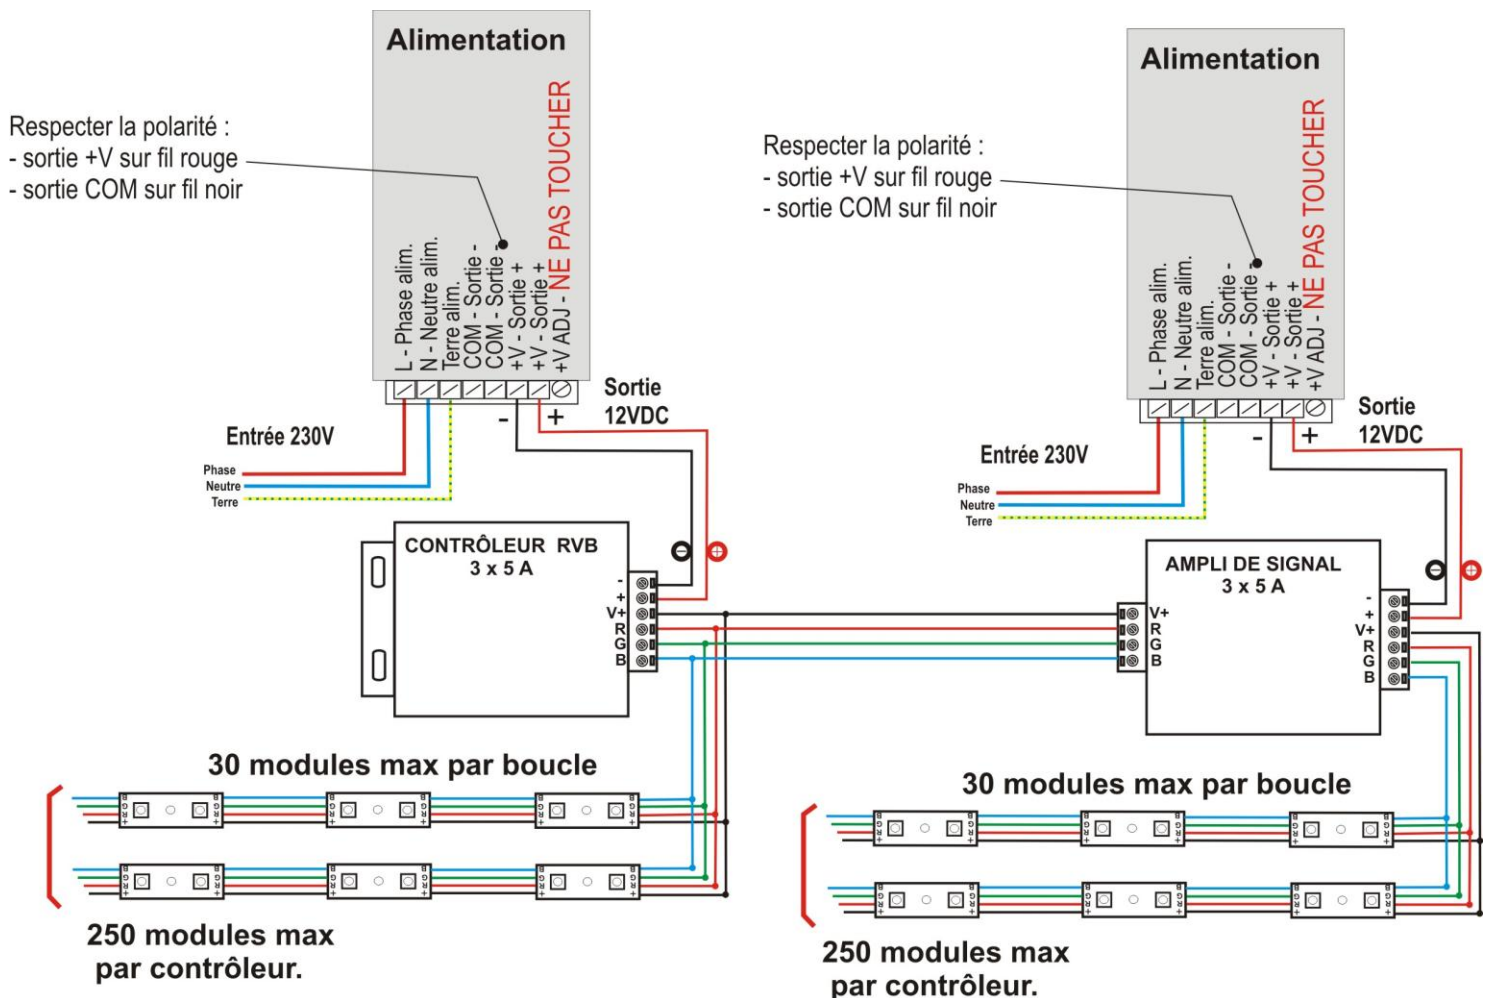 Alimentation
Respecter la polarité :
- sortie +V sur fil rouge
- sortie COM sur fil noir
L - Phase alim.
N - Neutre alim.
Terre alim.
COM - Sortie -
COM - Sortie -
+V - Sortie +
+V - Sortie +
+V ADJ - NE PAS TOUCHER
Sortie
12VDC
- +
Entrée 230V
Phase
Neutre
Terre
CONTRÔLEUR RVB
3 x 5 A
-
+
V+
R
G
B
30 modules max par boucle
B G R +
B G R +
B G R +
B G R +
B G R +
B G R +
B G R +
B G R +
B G R +
B G R +
B G R +
B G R +
250 modules max
par contrôleur.
Alimentation
Respecter la polarité :
- sortie +V sur fil rouge
- sortie COM sur fil noir
L - Phase alim.
N - Neutre alim.
Terre alim.
COM - Sortie -
COM - Sortie -
+V - Sortie +
+V - Sortie +
+V ADJ - NE PAS TOUCHER
Sortie
12VDC
- +
Entrée 230V
Phase
Neutre
Terre
AMPLI DE SIGNAL
3 x 5 A
V+
R
G
B
-
+
V+
R
G
B
30 modules max par boucle
B G R +
B G R +
B G R +
B G R +
B G R +
B G R +
B G R +
B G R +
B G R +
B G R +
B G R +
B G R +
250 modules max
par contrôleur.